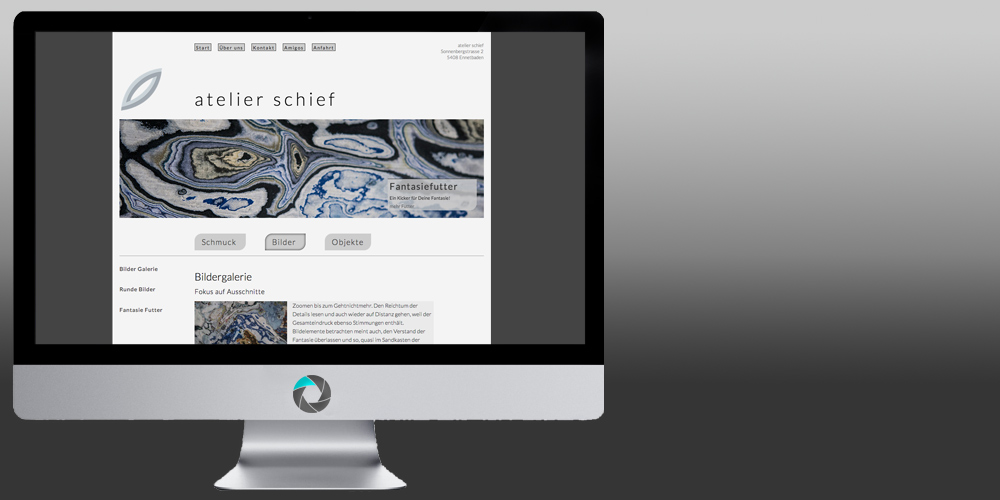 Start Über uns Kontakt Amigos Anfahrt
atelier schief
Sonnenbergstrasse 2
5408 Ennetbaden
atelier schief
Fantasiefutter
Ein Kicker für Deine Fantasie!
mehr Futter
Schmuck Bilder Objekte
Bilder Galerie
Runde Bilder
Fantasie Futter
Bildergalerie
Fokus auf Ausschnitte
Zoomen bis zum Gehtnichtmehr. Den Reichtum der
Details lesen und auch wieder auf Distanz gehen, weil der
Gesamteindruck ebenso Stimmungen enthält.
Bildelemente betrachten meint auch, den Verstand der
Fantasie überlassen und so, quasi im Sandkasten der